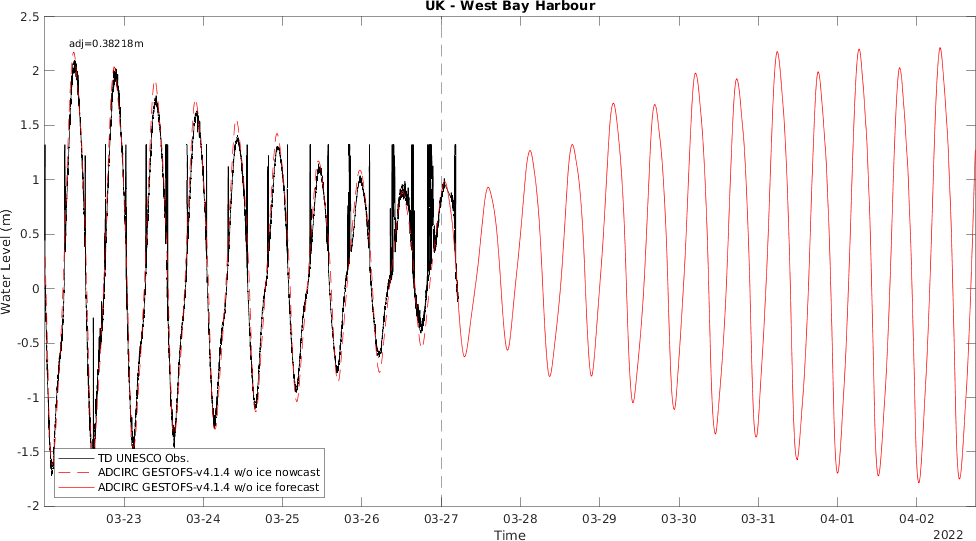 UK - West Bay Harbour
2.5
2
1.5
1
0.5
0
-0.5
-1
-1.5
-2
Water Level (m)
adj=0.38218m
TD UNESCO Obs.
ADCIRC GESTOFS-v4.1.4 w/o ice nowcast
ADCIRC GESTOFS-v4.1.4 w/o ice forecast
03-23 03-24 03-25 03-26 03-27 03-28 03-29 03-30 03-31 04-01 04-02
Time
2022